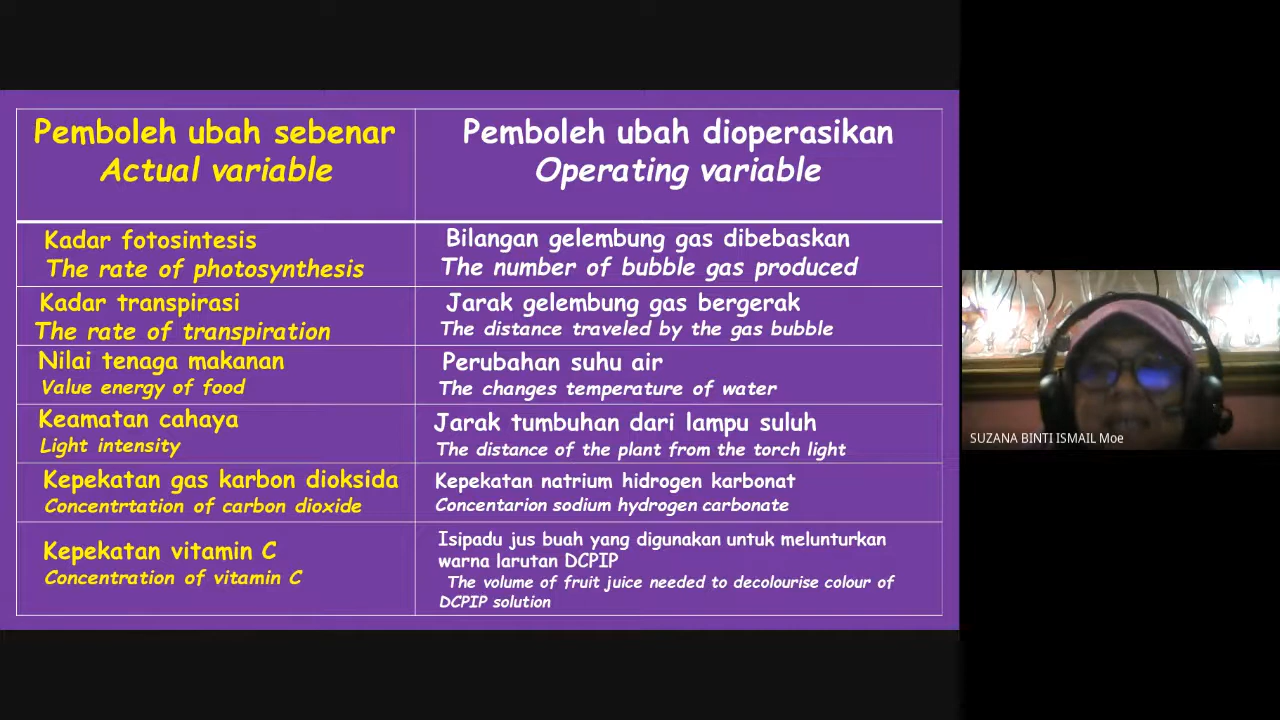 Pemboleh ubah sebenar
Actual variable
Pemboleh ubah dioperasikan
Operating variable
Kadar fotosintesis
The rate of photosynthesis
Bilangan gelembung gas dibebaskan
The number of bubble gas produced
Kadar transpirasi
The rate of transpiration
Jarak gelembung gas bergerak
The distance traveled by the gas bubble
Nilai tenaga makanan
Value energy of food
Perubahan suhu air
The changes temperature of water
Keamatan cahaya
Light intensity
Jarak tumbuhan dari lampu suluh
The distance of the plant from the torch light
Kepekatan gas karbon dioksida
Concentrtation of carbon dioxide
Kepekatan natrium hidrogen karbonat
Concentarion sodium hydrogen carbonate
Kepekatan vitamin C
Concentration of vitamin C
Isipadu jus buah yang digunakan untuk melunturkan
warna larutan DCPIP
The volume of fruit juice needed to decolourise colour of
DCPIP solution
SUZANA BINTI ISMAIL Moe